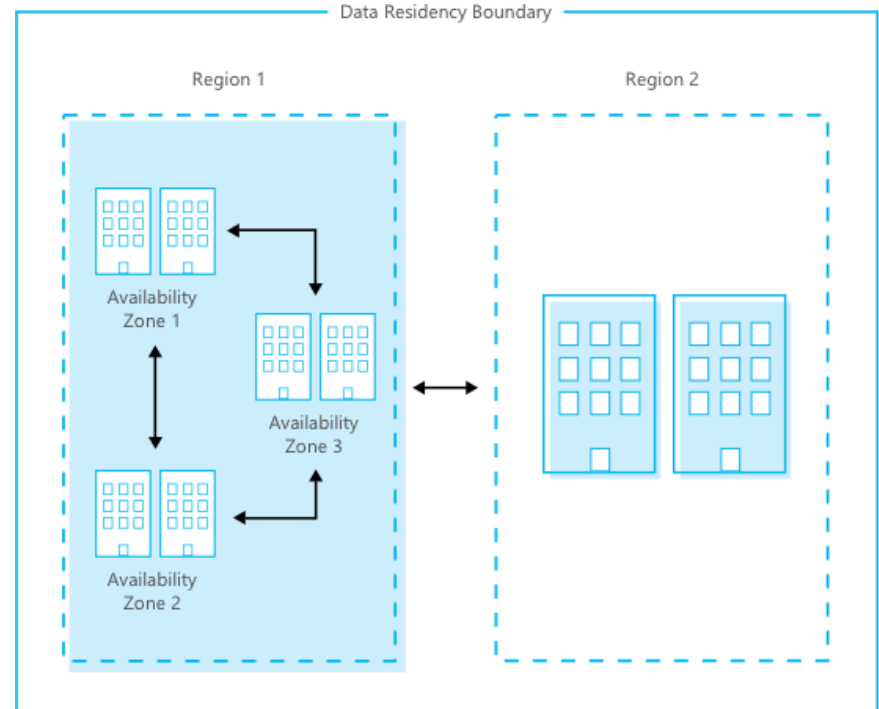 Data Residency Boundary
Region 1
Region 2
Availability
Zone 1
Availability
Zone 3
Availability
Zone 2